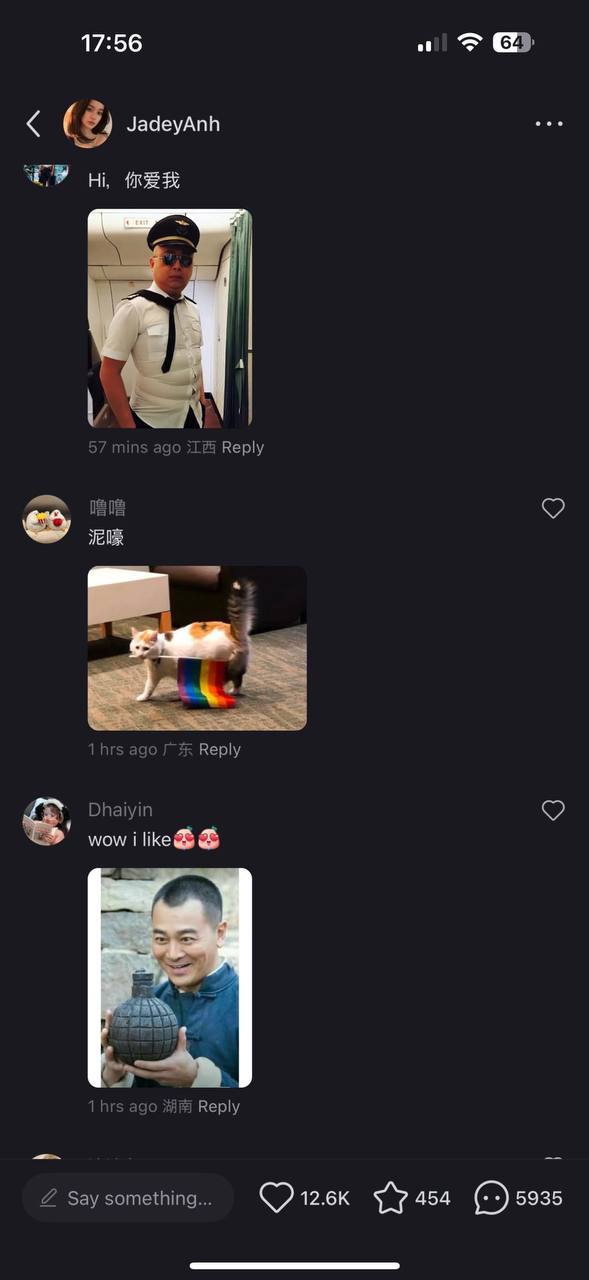 17:56
64
JadeyAnh
Hi, 你爱我
EXIT
57 mins ago 江西 Reply
噜噜
泥嚎
1 hrs ago 广东 Reply
Dhaiyin
wow i like
1 hrs ago 湖南 Reply
Say something...
12.6K
454
5935